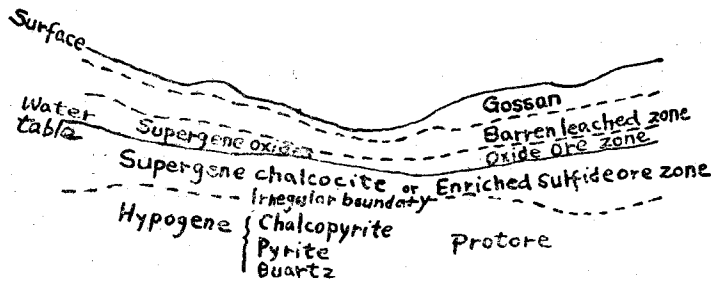 Surface
Gossan
Water
table
Barren leached zone
Supergene oxides
Oxide ore zone
Supergene chalcocite or Enriched Sulfide ore zone
Irregular boundary
Hypogene { Chalcopyrite
Pyrite
Quartz
Protore